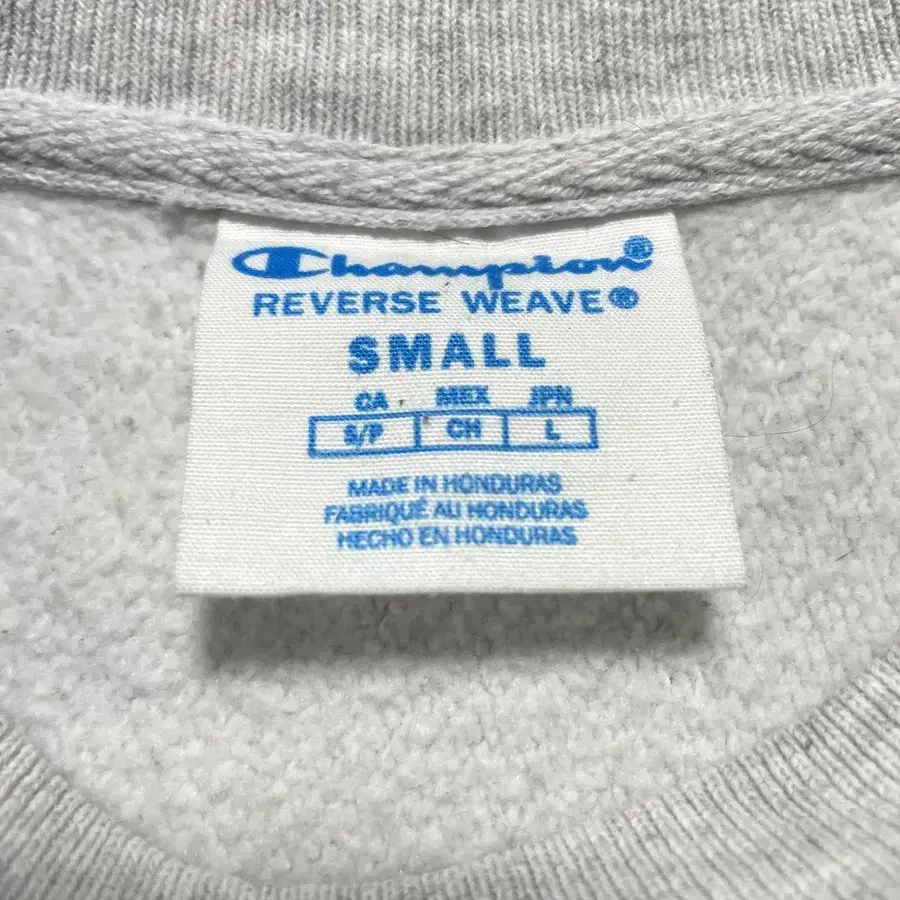 Champion®
REVERSE WEAVE®
SMALL
CA MEX JPN
S/P CH L
MADE IN HONDURAS
FABRIQUÉ AU HONDURAS
HECHO EN HONDURAS